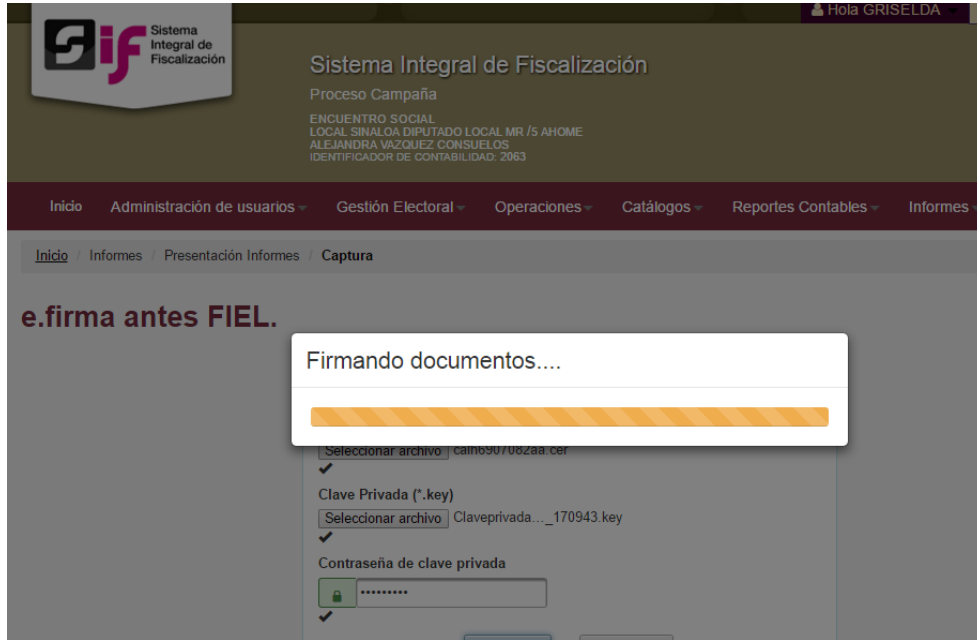 Hola GRISELDA
Sif
Sistema
Integral de
Fiscalización
Sistema Integral de Fiscalización
Proceso Campaña
ENCUENTRO SOCIAL
LOCAL SINALOA DIPUTADO LOCAL MR /5 AHOME
ALEJANDRA VAZQUEZ CONSUELOS
IDENTIFICADOR DE CONTABILIDAD: 2063
Inicio Administración de usuarios Gestión Electoral Operaciones Catálogos Reportes Contables Informes
Inicio / Informes / Presentación Informes / Captura
e.firma antes FIEL.
Firmando documentos....
Seleccionar archivo cain6907082aa.cer
Clave Privada (*.key)
Seleccionar archivo Claveprivada..._170943.key
Contraseña de clave privada
•••••••••